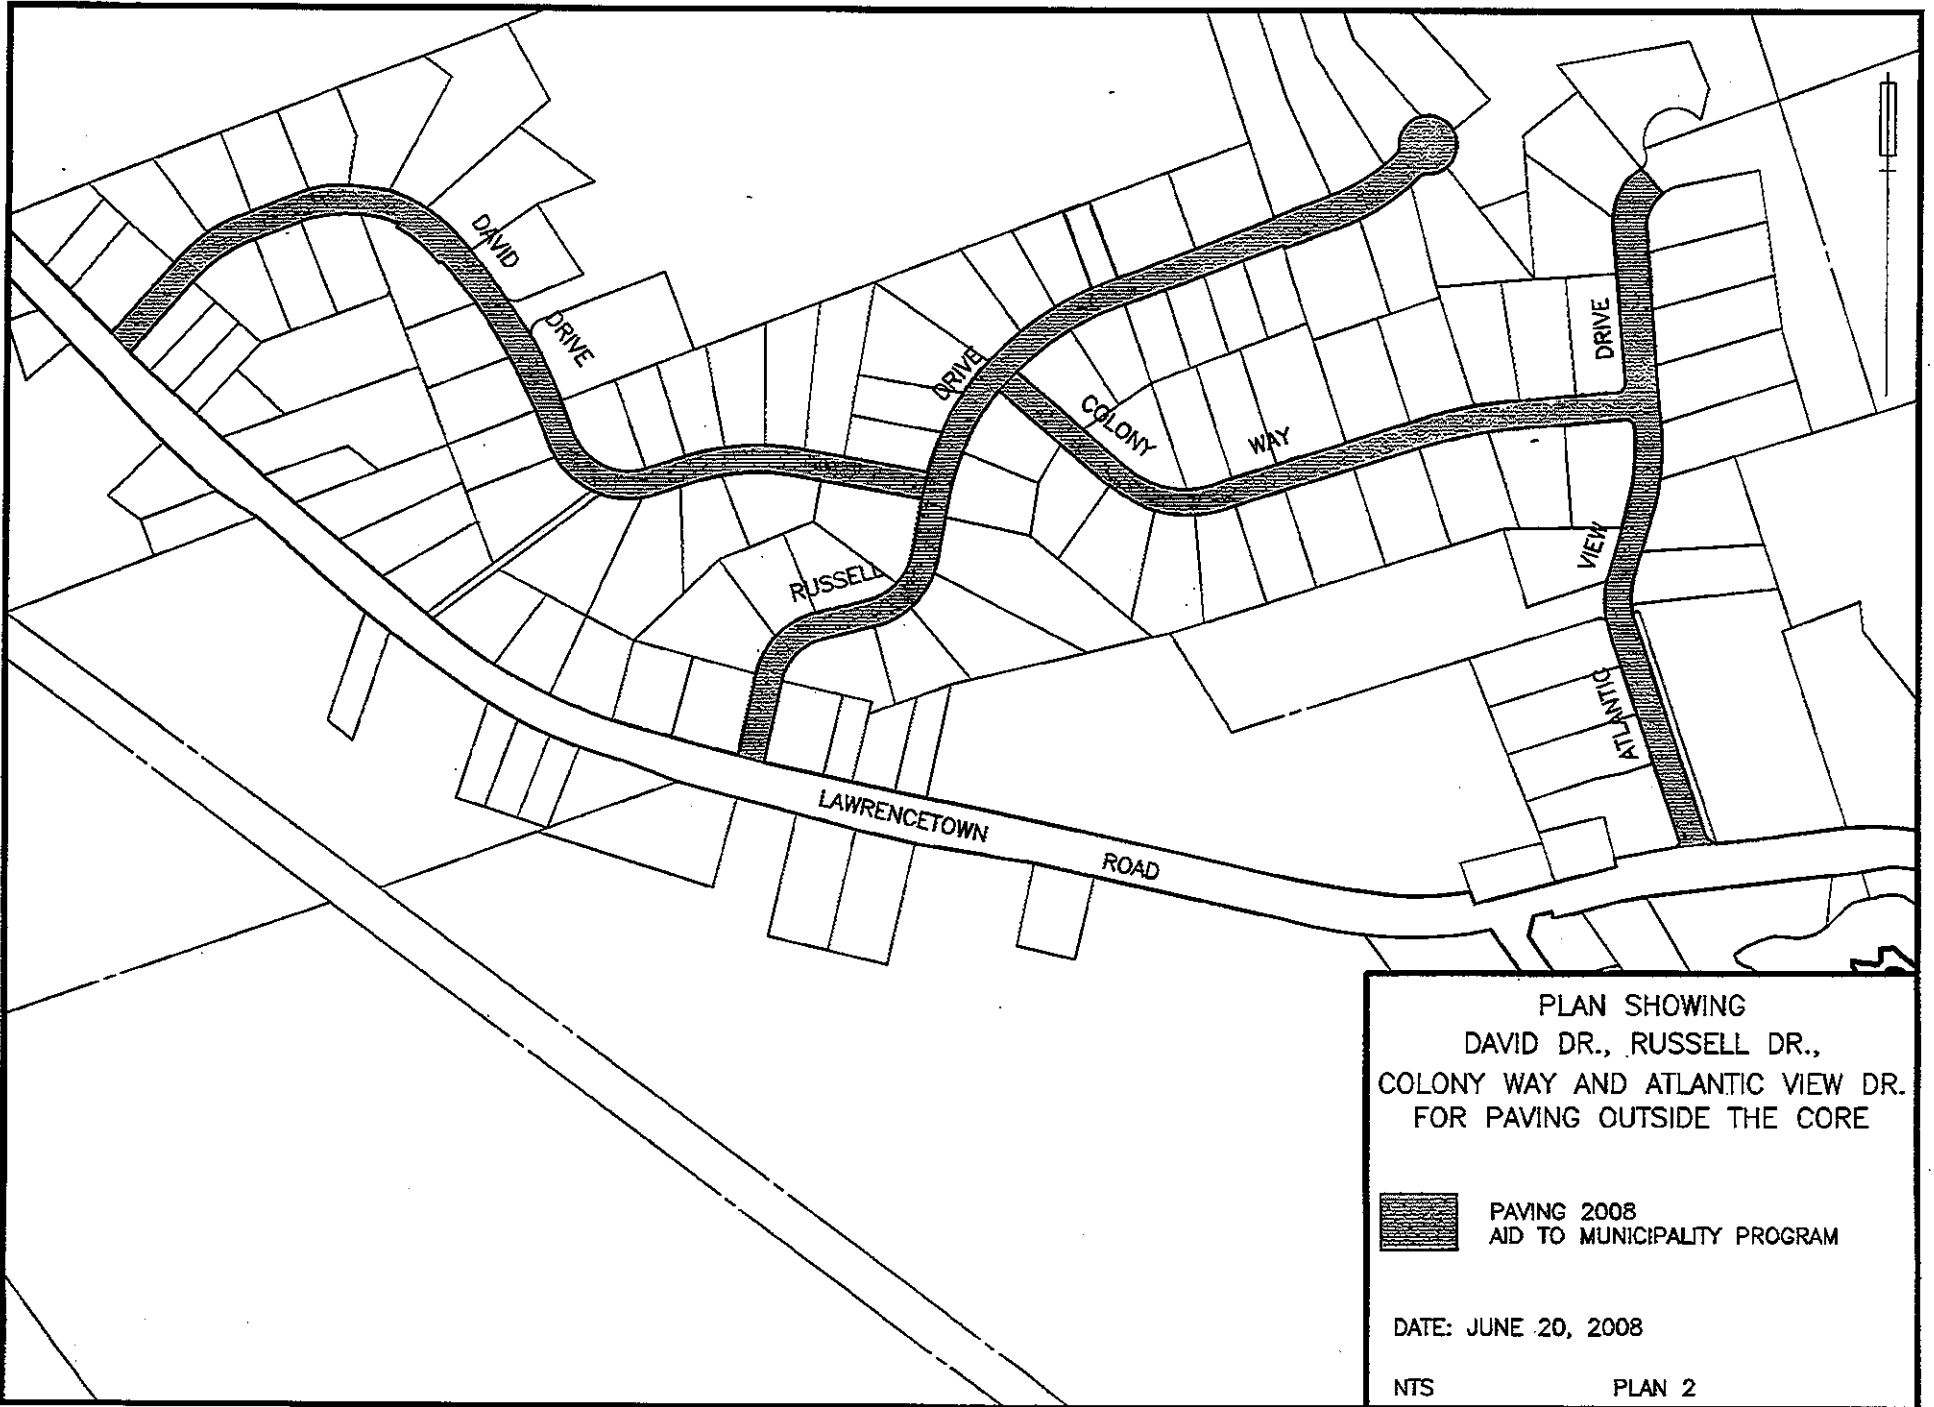 DAVID
DRIVE
DRIVE
COLONY
WAY
DRIVE
VIEW
RUSSELL
ATLANTIC
LAWRENCETOWN
ROAD
PLAN SHOWING
DAVID DR., RUSSELL DR.,
COLONY WAY AND ATLANTIC VIEW DR.
FOR PAVING OUTSIDE THE CORE
PAVING 2008
AID TO MUNICIPALITY PROGRAM
DATE: JUNE 20, 2008
NTS
PLAN 2